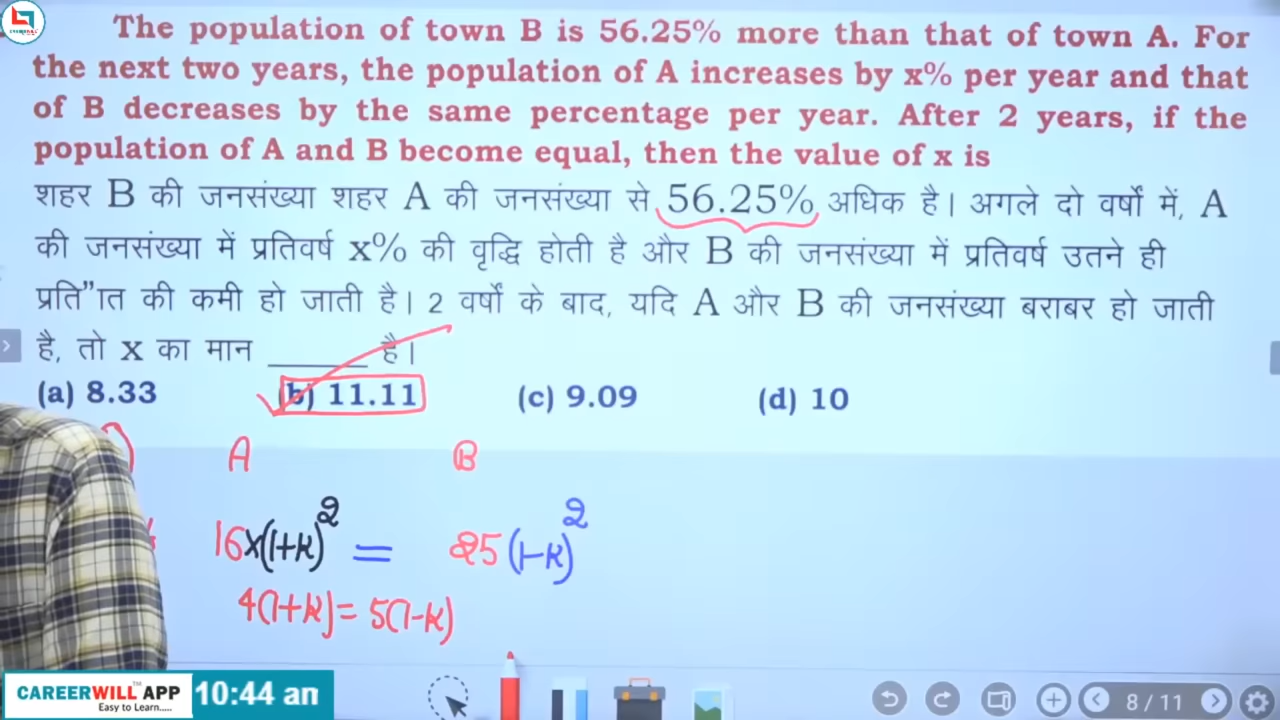 The population of town B is 56.25% more than that of town A. For
the next two years, the population of A increases by x% per year and that
of B decreases by the same percentage per year. After 2 years, if the
population of A and B become equal, then the value of x is
शहर B की जनसंख्या शहर A की जनसंख्या से 56.25% अधिक है। अगले दो वर्षों में, A
की जनसंख्या में प्रतिवर्ष x% की वृद्धि होती है और B की जनसंख्या में प्रतिवर्ष उतने ही
प्रति”ात की कमी हो जाती है। 2 वर्षों के बाद, यदि A और B की जनसंख्या बराबर हो जाती
है, तो x का मान ______ है।
(a) 8.33 (b) 11.11 (c) 9.09 (d) 10
A B
16x(1+k)² = 25(1-k)²
4(1+k)= 5(1-k)
CAREERWILL APP
Easy to Learn.....
10:44 an
8 / 11